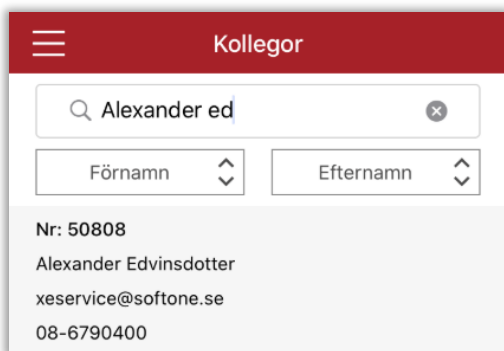 Kollegor
Alexander ed
Förnamn Efternamn
Nr: 50808
Alexander Edvinsdotter
xeservice@softone.se
08-6790400